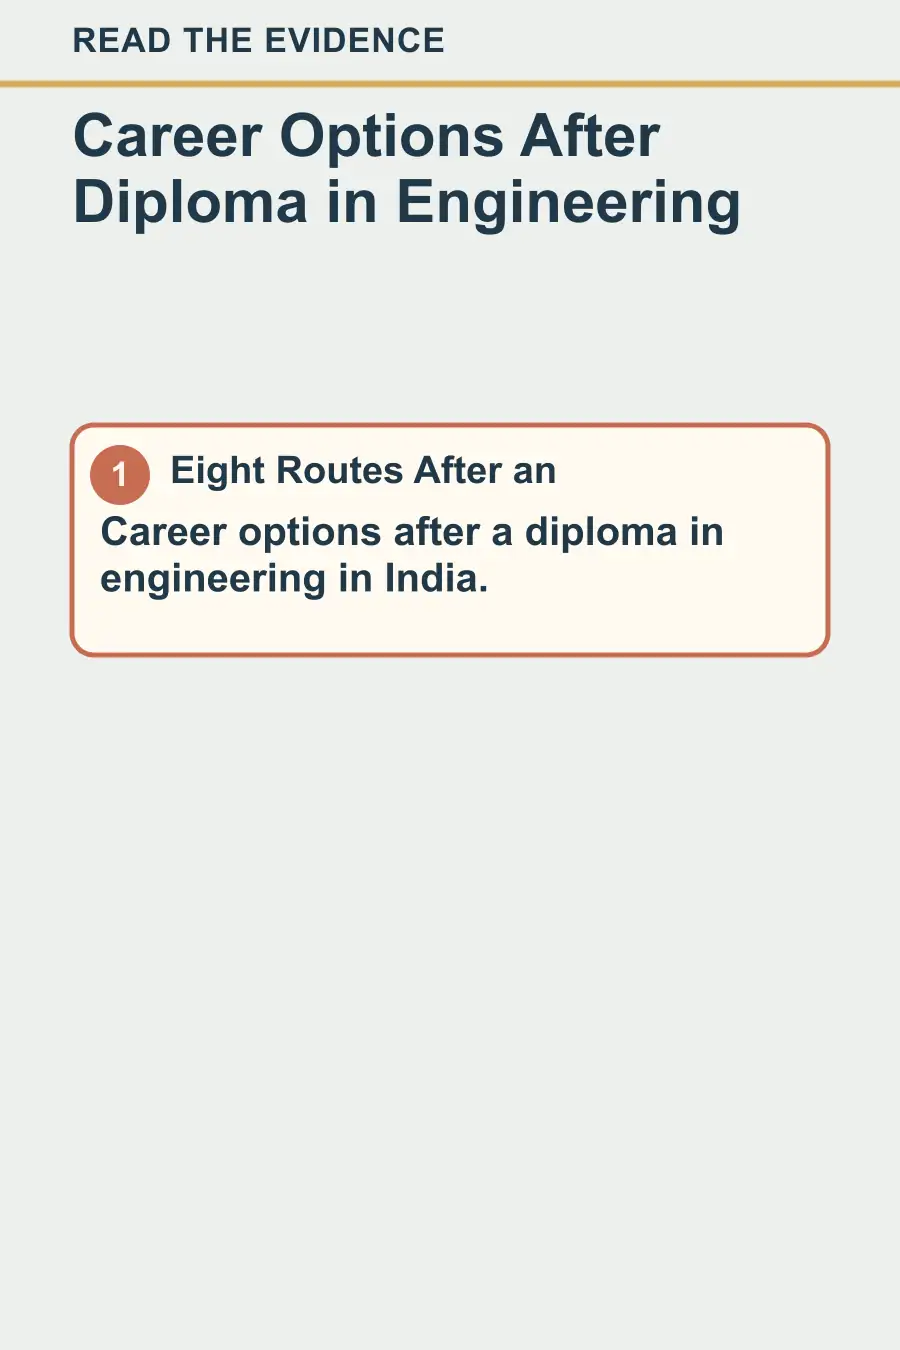 READ THE EVIDENCE
Career Options After
Diploma in Engineering
1 Eight Routes After an
Career options after a diploma in
engineering in India.